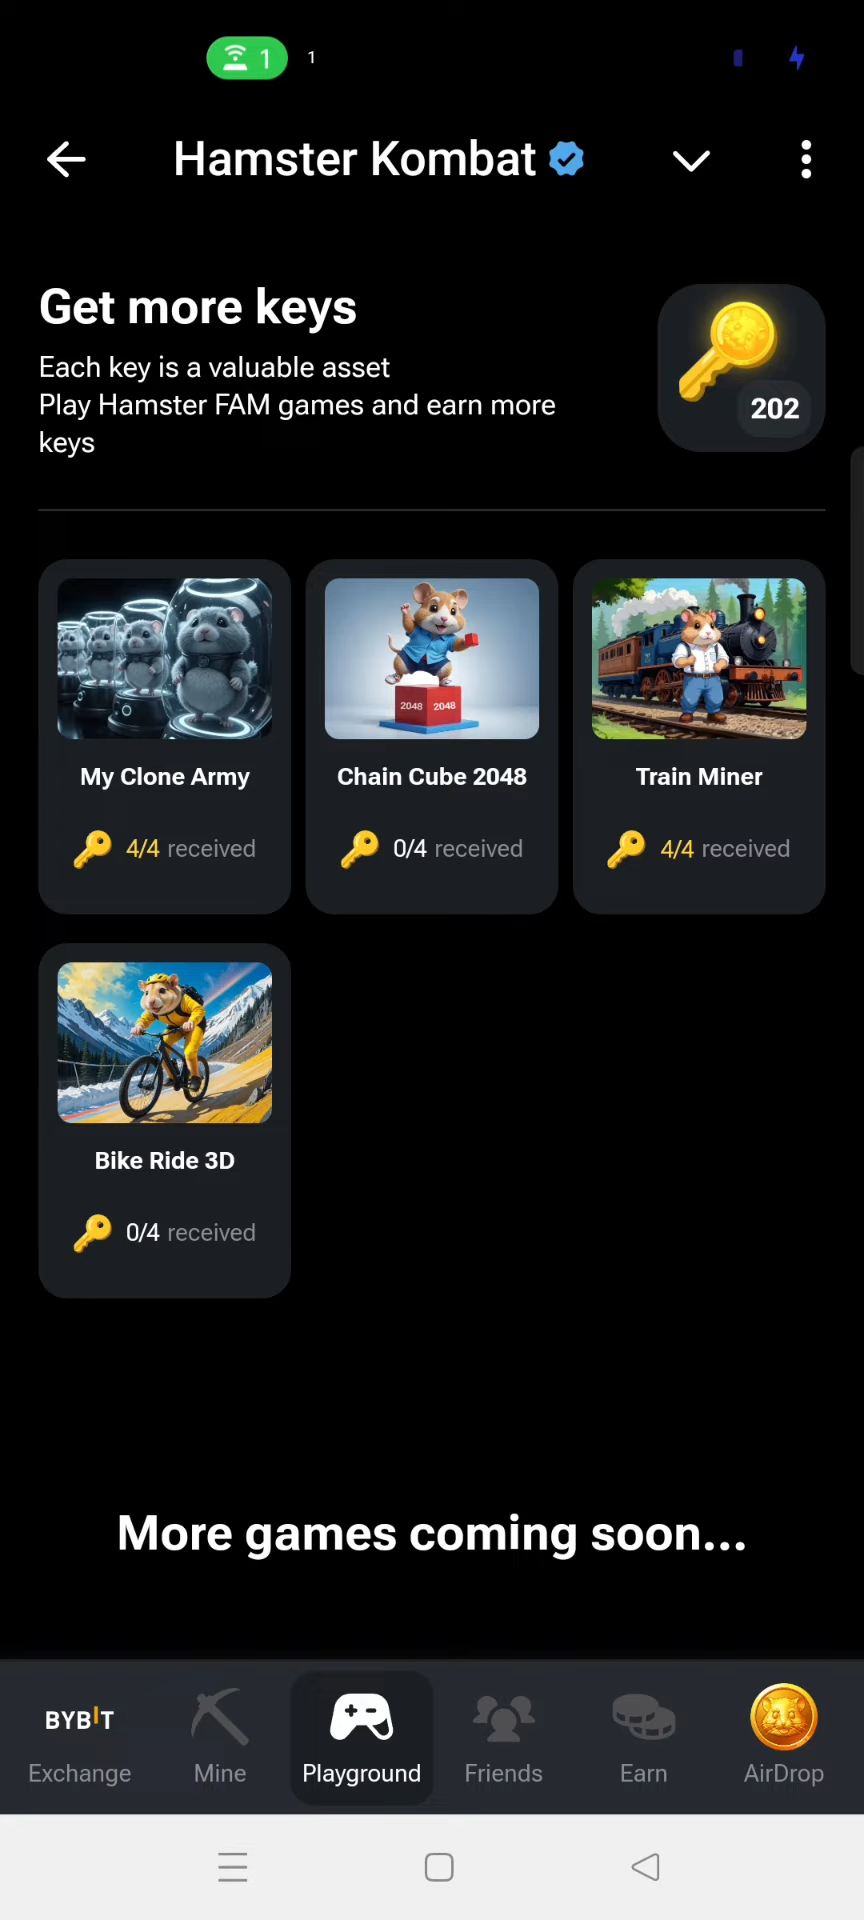 1 1
Hamster Kombat
Get more keys
Each key is a valuable asset
Play Hamster FAM games and earn more
keys
202
2048 2048
My Clone Army
Chain Cube 2048
Train Miner
4/4 received
0/4 received
4/4 received
Bike Ride 3D
0/4 received
More games coming soon...
BYBIT
Exchange
Mine
Playground
Friends
Earn
AirDrop